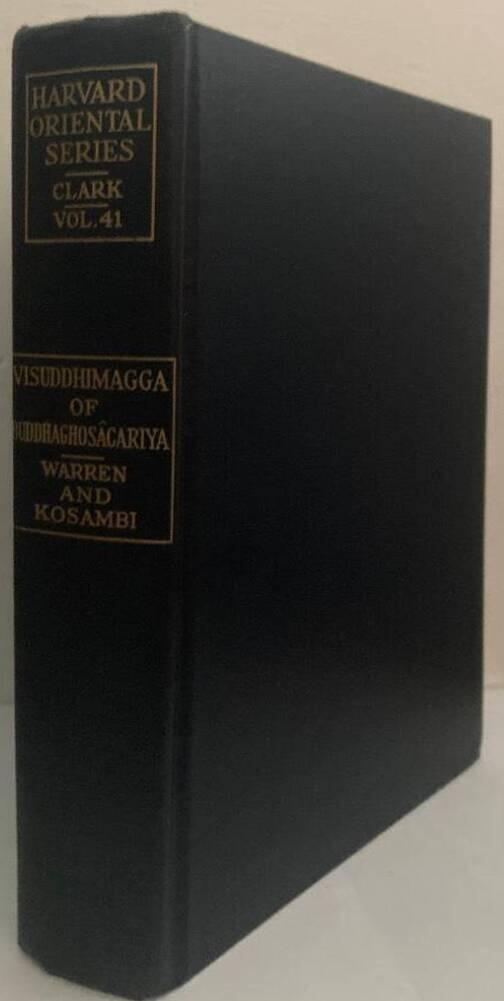 HARVARD
ORIENTAL
SERIES
CLARK
VOL.41
VISUDDHIMAGGA
OF
BUDDHAGHOSÂCARIYA
WARREN
AND
KOSAMBI